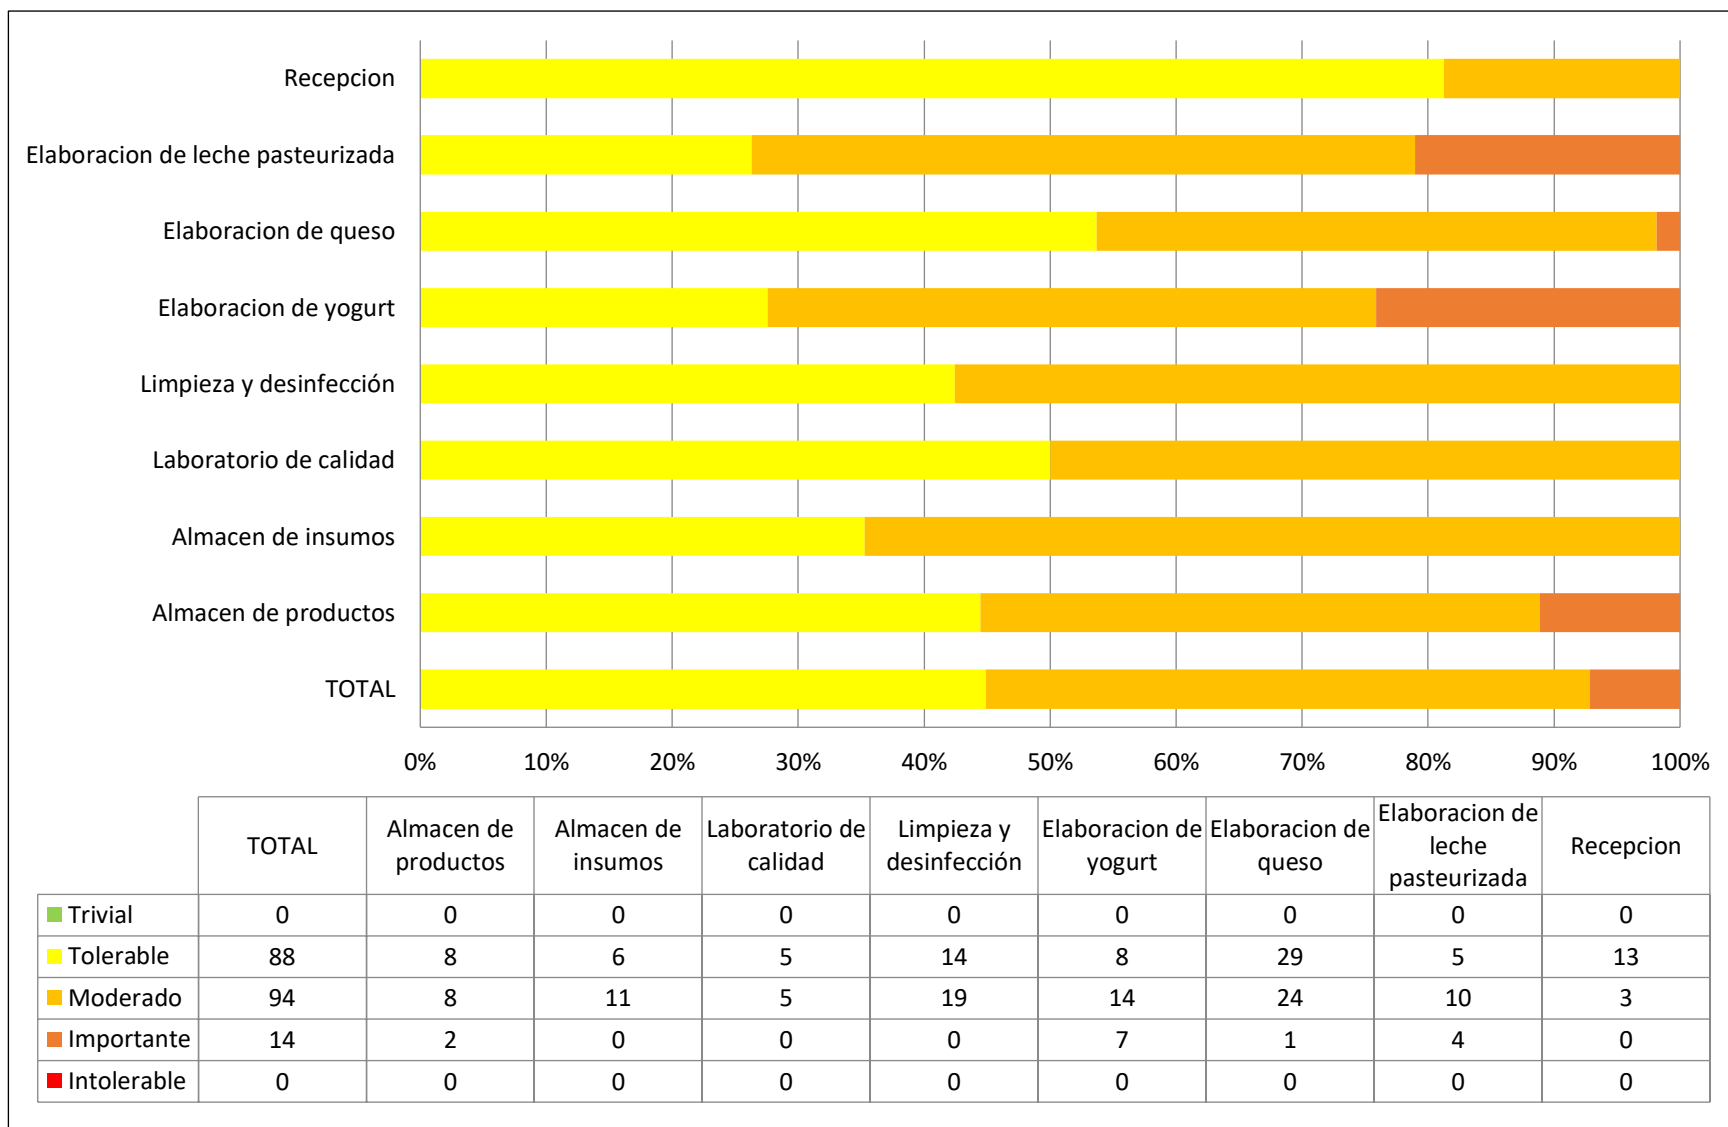 Recepcion
Elaboracion de leche pasteurizada
Elaboracion de queso
Elaboracion de yogurt
Limpieza y desinfección
Laboratorio de calidad
Almacen de insumos
Almacen de productos
TOTAL
0% 10% 20% 30% 40% 50% 60% 70% 80% 90% 100%
TOTAL
Almacen de
productos
Almacen de
insumos
Laboratorio de
calidad
Limpieza y
desinfección
Elaboracion de
yogurt
Elaboracion de
queso
Elaboracion de
leche
pasteurizada
Recepcion
Trivial 0 0 0 0 0 0 0 0 0
Tolerable 88 8 6 5 14 8 29 5 13
Moderado 94 8 11 5 19 14 24 10 3
Importante 14 2 0 0 0 7 1 4 0
Intolerable 0 0 0 0 0 0 0 0 0